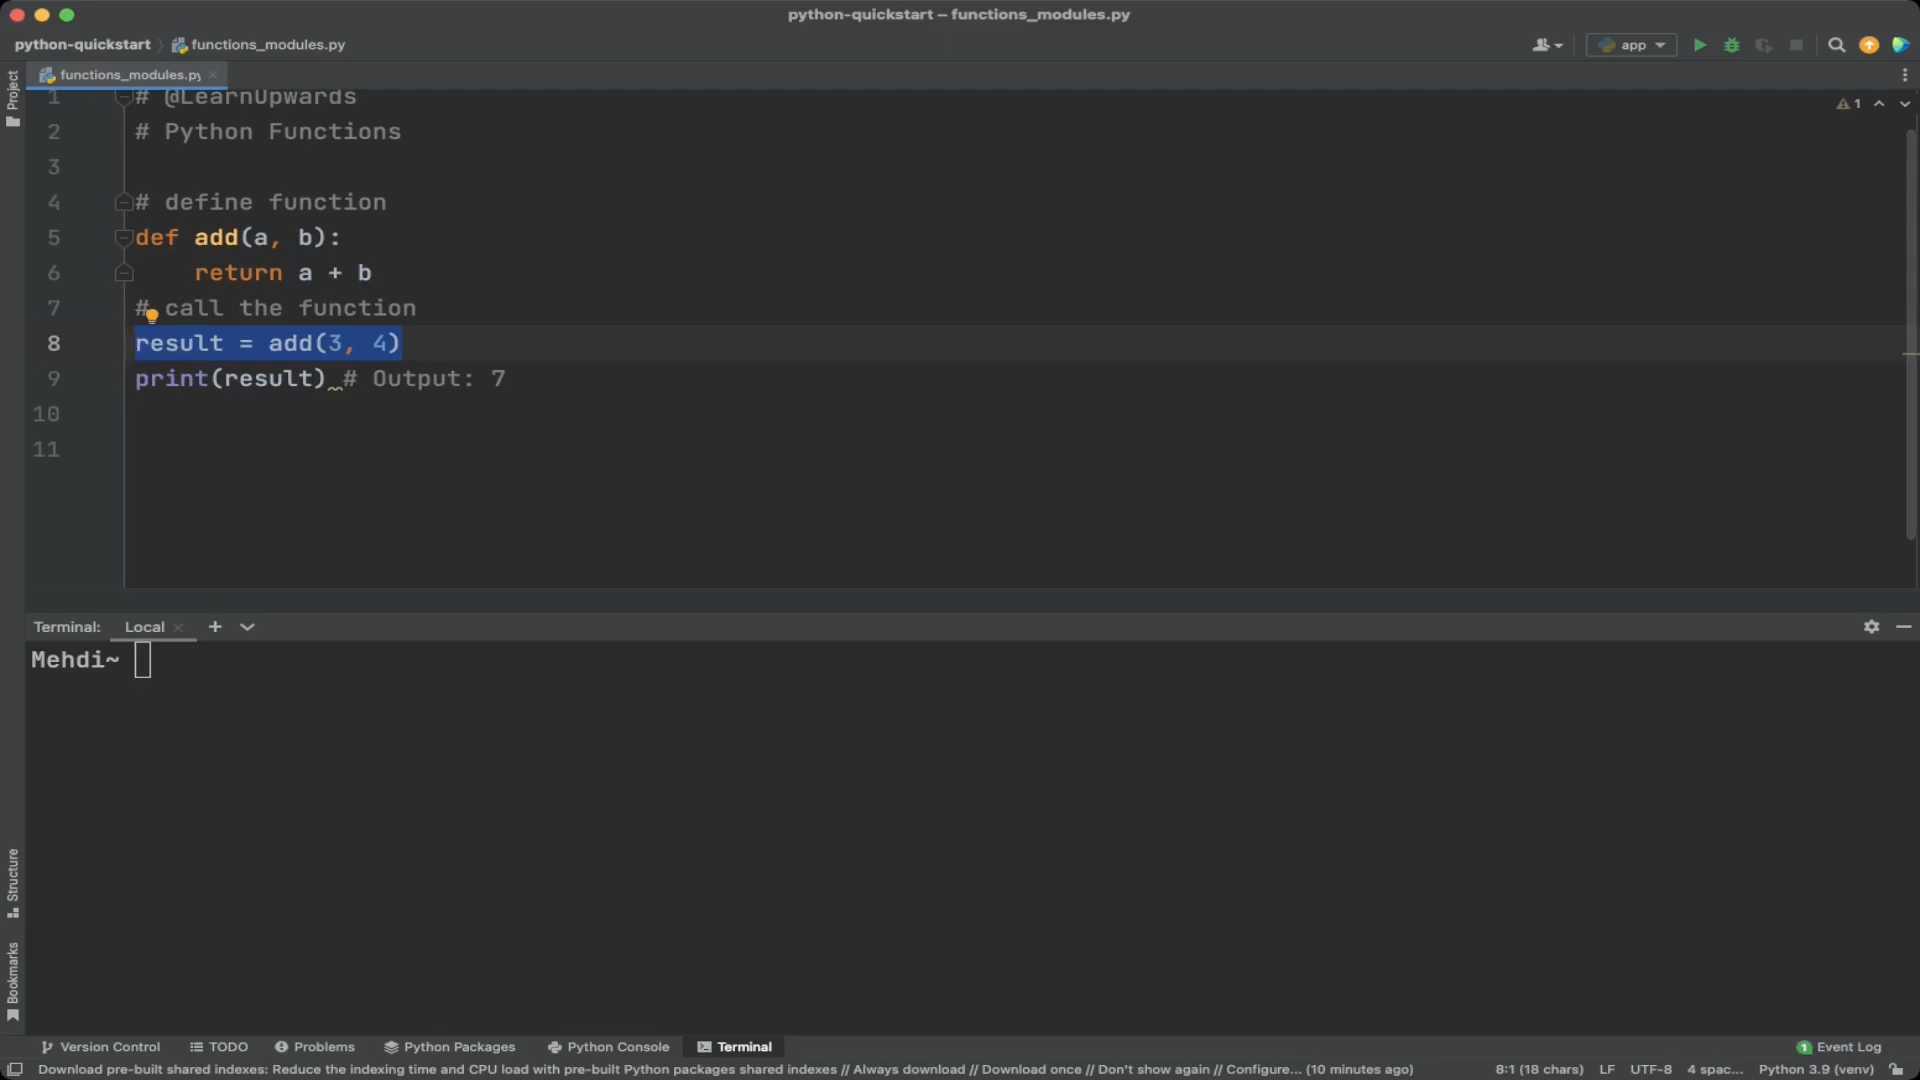 python-quickstart – functions_modules.py
python-quickstart functions_modules.py
app
Project
functions_modules.py
1
1 # @LearnUpwards
2 # Python Functions
3
4 # define function
5 def add(a, b):
6 return a + b
7 # call the function
8 result = add(3, 4)
9 print(result) # Output: 7
10
11
Terminal: Local
Mehdi~
Structure
Bookmarks
Version Control TODO Problems Python Packages Python Console Terminal 1 Event Log
Download pre-built shared indexes: Reduce the indexing time and CPU load with pre-built Python packages shared indexes // Always download // Download once // Don't show again // Configure... (10 minutes ago) 8:1 (18 chars) LF UTF-8 4 spac... Python 3.9 (venv)